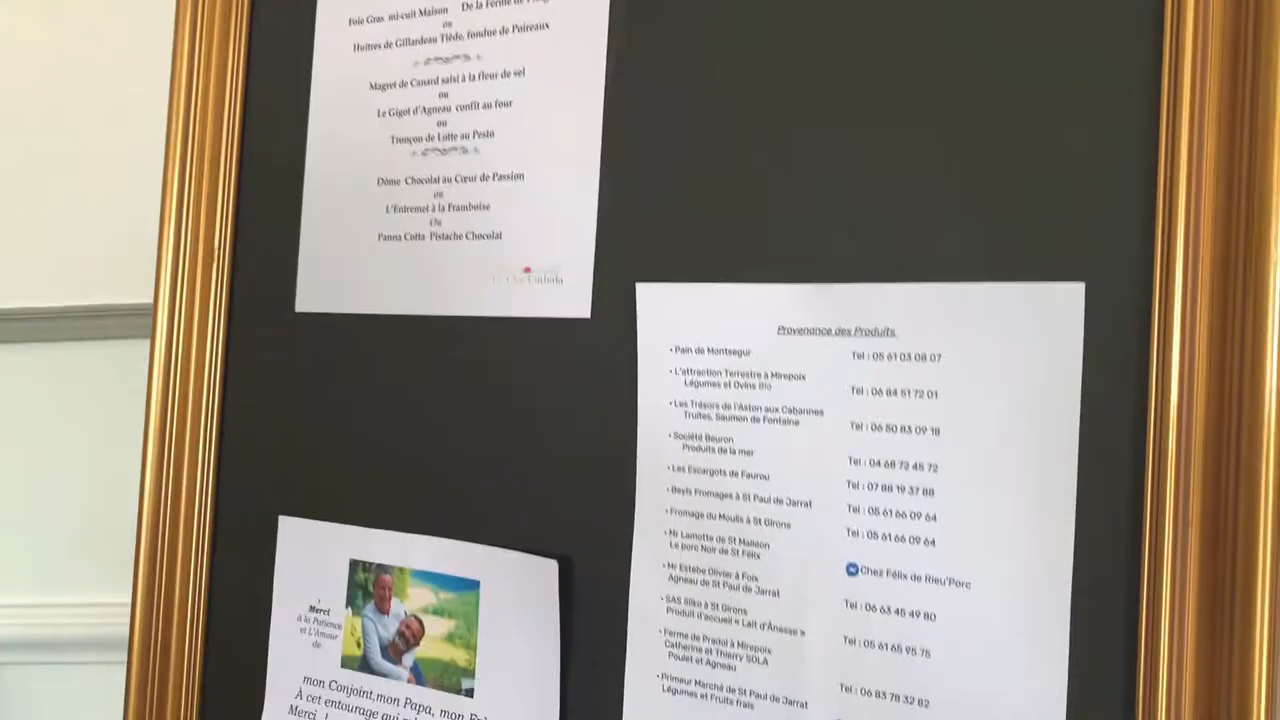 Foie Gras mi-cuit Maison De la Ferme de
ou
Huîtres de Gillardeau Tiède, fondue de Poireaux
Magret de Canard saisi à la fleur de sel
ou
Le Gigot d'Agneau confit au four
ou
Tronçon de Lotte au Pesto
Dôme Chocolat au Cœur de Passion
ou
L'Entremet à la Framboise
Ou
Panna Cotta Pistache Chocolat
Provenance des Produits
• Pain de Montsegur Tel : 05 61 03 08 07
• L'attraction Terrestre à Mirepoix
Légumes et Ovins Bio Tel : 06 84 51 72 01
• Les Trésors de l'Aston aux Cabannes
Truites, Saumon de Fontaine Tel : 06 50 83 09 18
• Société Beuron
Produits de la mer Tel : 04 68 72 45 72
• Les Escargots de Faurou Tel : 07 88 19 37 88
• Beyls Fromages à St Paul de Jarrat Tel : 05 61 66 09 64
• Fromage du Moulis à St Girons Tel : 05 61 66 09 64
• Mr Lamotte de St Malléon
Le porc Noir de St Félix Chez Félix de Rieu'Porc
• Mr Estebe Olivier à Foix
Agneau de St Paul de Jarrat Tel : 06 63 45 49 80
• SAS Bilko à St Girons
Produit d'accueil « Lait d'Ânesse » Tel : 05 61 65 95 75
• Ferme de Pradol à Mirepoix
Catherine et Thierry SOLA
Poulet et Agneau Tel : 06 83 78 32 82
• Primeur Marché de St Paul de Jarrat
Légumes et Fruits frais
Merci
à la Patience
et L'Amour
de
mon Conjoint, mon Papa, mon
À cet entourage qui
Merci !